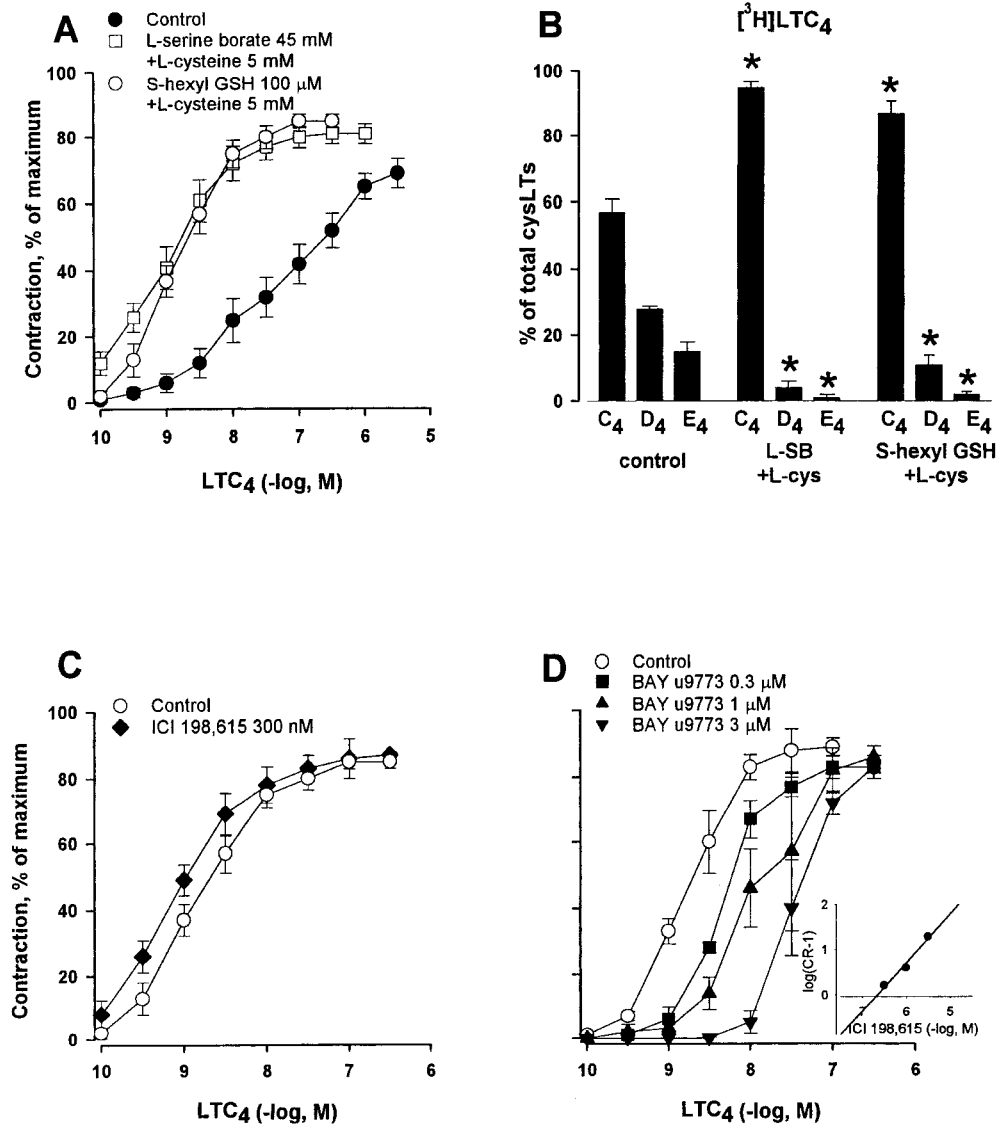 A
Control
L-serine borate 45 mM
+L-cysteine 5 mM
S-hexyl GSH 100 μM
+L-cysteine 5 mM
100
80
60
40
20
0
Contraction, % of maximum
10 9 8 7 6 5
LTC4 (-log, M)
B
[3H]LTC4
100
80
60
40
20
0
% of total cysLTs
* * * * * *
C4 D4 E4 C4 D4 E4 C4 D4 E4
control L-SB S-hexyl GSH
+L-cys +L-cys
C
Control
ICI 198,615 300 nM
100
80
60
40
20
0
Contraction, % of maximum
10 9 8 7 6
LTC4 (-log, M)
D
Control
BAY u9773 0.3 μM
BAY u9773 1 μM
BAY u9773 3 μM
2
1
0
log(CR-1)
7 6 5
ICI 198,615 (-log, M)
10 9 8 7 6
LTC4 (-log, M)